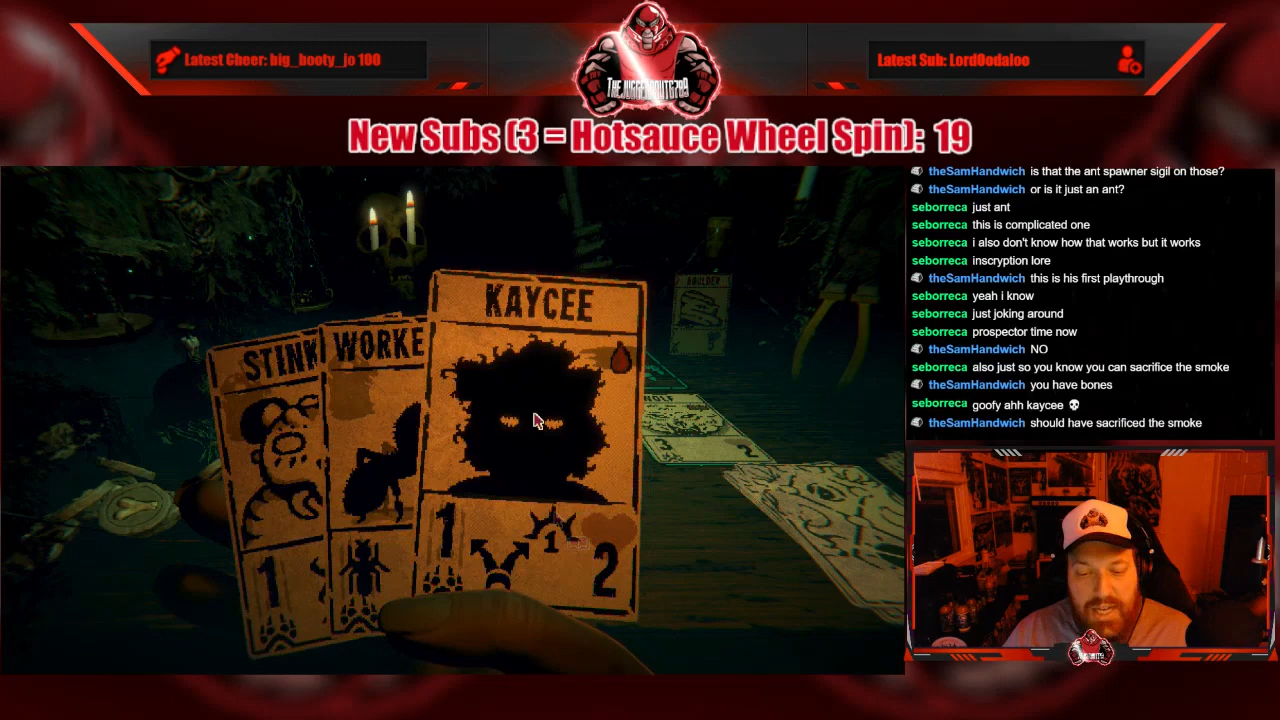 Latest Cheer: big_booty_jo 100
THEJUGGERNAUT6789
Latest Sub: LordOodaloo
New Subs (3 = Hotsauce Wheel Spin): 19
theSamHandwich is that the ant spawner sigil on those?
theSamHandwich or is it just an ant?
seborreca just ant
seborreca this is complicated one
seborreca i also don't know how that works but it works
seborreca inscryption lore
theSamHandwich this is his first playthrough
seborreca yeah i know
seborreca just joking around
seborreca prospector time now
theSamHandwich NO
seborreca also just so you know you can sacrifice the smoke
theSamHandwich you have bones
seborreca goofy ahh kaycee 💀
theSamHandwich should have sacrificed the smoke
BOULDER
KAYCEE
STINK
WORKE
WOLF
3 2
1
1 1 2